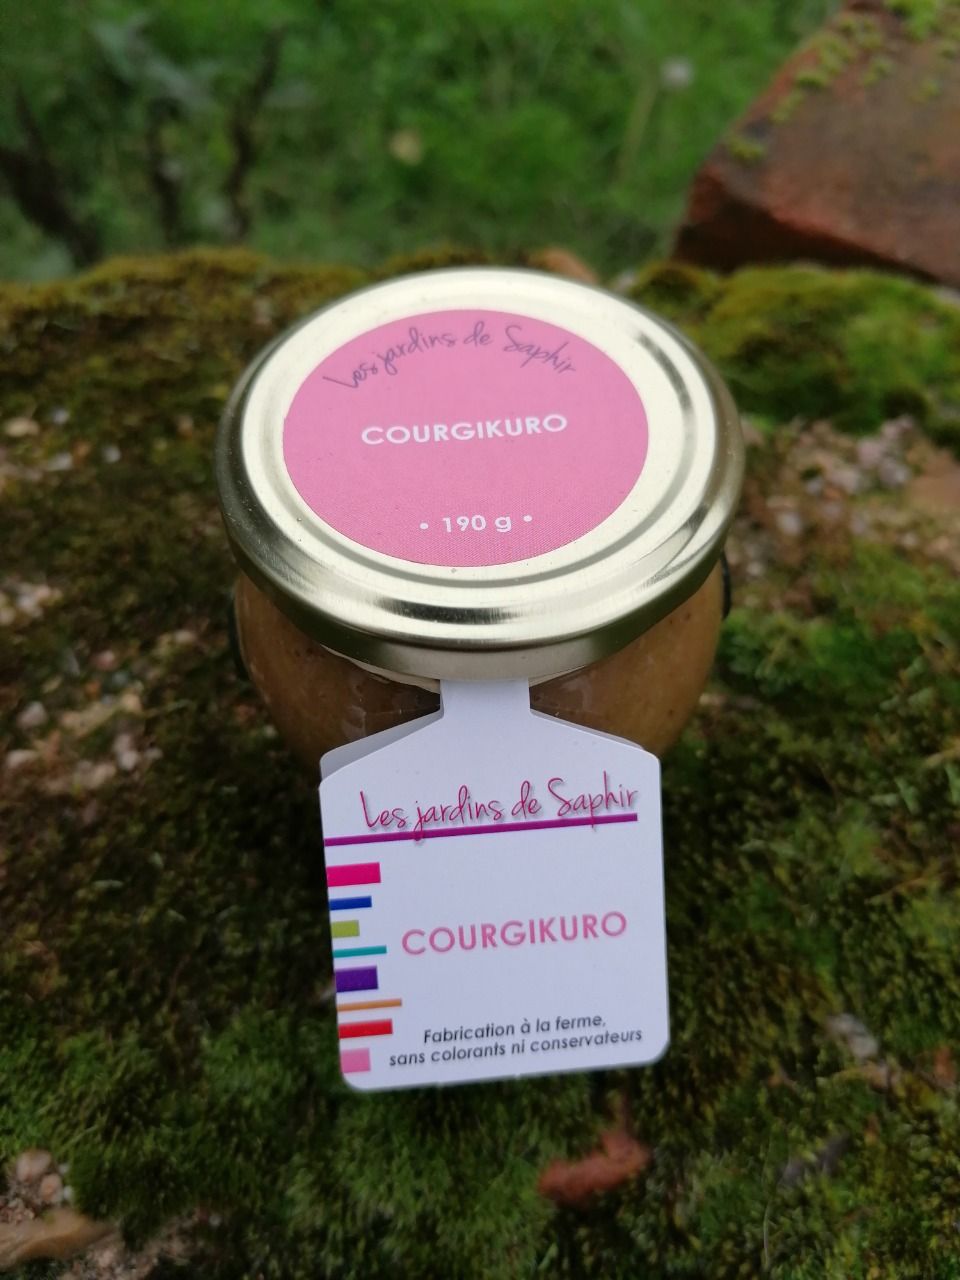 Les jardins de Saphir
COURGIKURO
• 190 g •
Les jardins de Saphir
COURGIKURO
Fabrication à la ferme,
sans colorants ni conservateurs